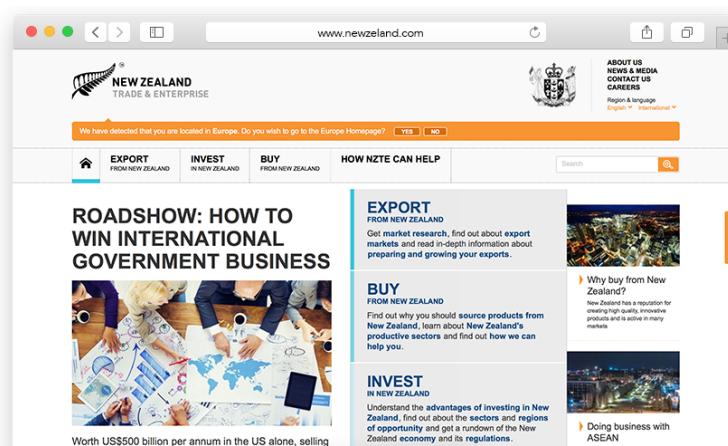 www.newzeland.com
NEW ZEALAND
TRADE & ENTERPRISE
ABOUT US
NEWS & MEDIA
CONTACT US
CAREERS
Region & language
English
International
We have detected that you are located in Europe. Do you wish to go to the Europe Homepage?
YES
NO
EXPORT
FROM NEW ZEALAND
INVEST
IN NEW ZEALAND
BUY
FROM NEW ZEALAND
HOW NZTE CAN HELP
Search
ROADSHOW: HOW TO
WIN INTERNATIONAL
GOVERNMENT BUSINESS
Worth US$500 billion per annum in the US alone, selling
EXPORT
FROM NEW ZEALAND
Get market research, find out about export
markets and read in-depth information about
preparing and growing your exports.
BUY
FROM NEW ZEALAND
Find out why you should source products from
New Zealand, learn about New Zealand's
productive sectors and find out how we can
help you.
INVEST
IN NEW ZEALAND
Understand the advantages of investing in New
Zealand, find out about the sectors and regions
of opportunity and get a rundown of the New
Zealand economy and its regulations.
Why buy from New
Zealand?
New Zealand has a reputation for
creating high quality, innovative
products and is active in many
markets
Doing business with
ASEAN